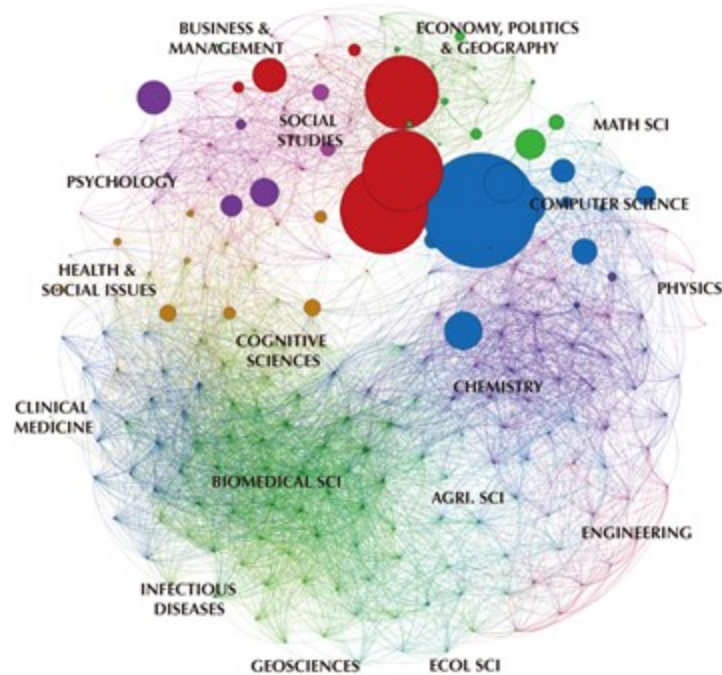 BUSINESS &
MANAGEMENT
ECONOMY, POLITICS
& GEOGRAPHY
SOCIAL
STUDIES
MATH SCI
PSYCHOLOGY
COMPUTER SCIENCE
HEALTH &
SOCIAL ISSUES
PHYSICS
COGNITIVE
SCIENCES
CHEMISTRY
CLINICAL
MEDICINE
BIOMEDICAL SCI
AGRI. SCI
ENGINEERING
INFECTIOUS
DISEASES
GEOSCIENCES
ECOL SCI